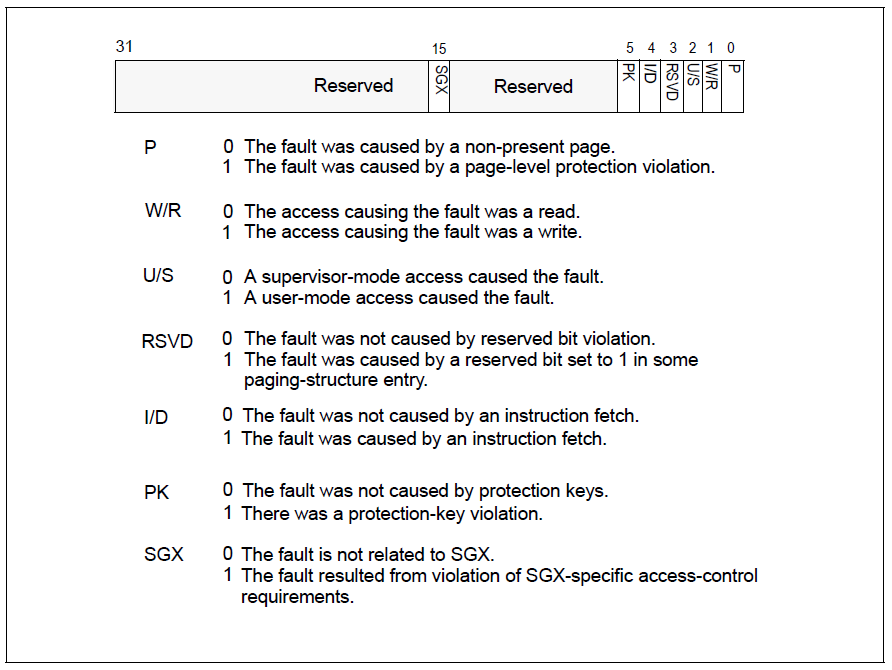 31 15 5 4 3 2 1 0
Reserved SGX Reserved PK I/D RSVD U/S W/R P
P 0 The fault was caused by a non-present page.
1 The fault was caused by a page-level protection violation.
W/R 0 The access causing the fault was a read.
1 The access causing the fault was a write.
U/S 0 A supervisor-mode access caused the fault.
1 A user-mode access caused the fault.
RSVD 0 The fault was not caused by reserved bit violation.
1 The fault was caused by a reserved bit set to 1 in some
paging-structure entry.
I/D 0 The fault was not caused by an instruction fetch.
1 The fault was caused by an instruction fetch.
PK 0 The fault was not caused by protection keys.
1 There was a protection-key violation.
SGX 0 The fault is not related to SGX.
1 The fault resulted from violation of SGX-specific access-control
requirements.